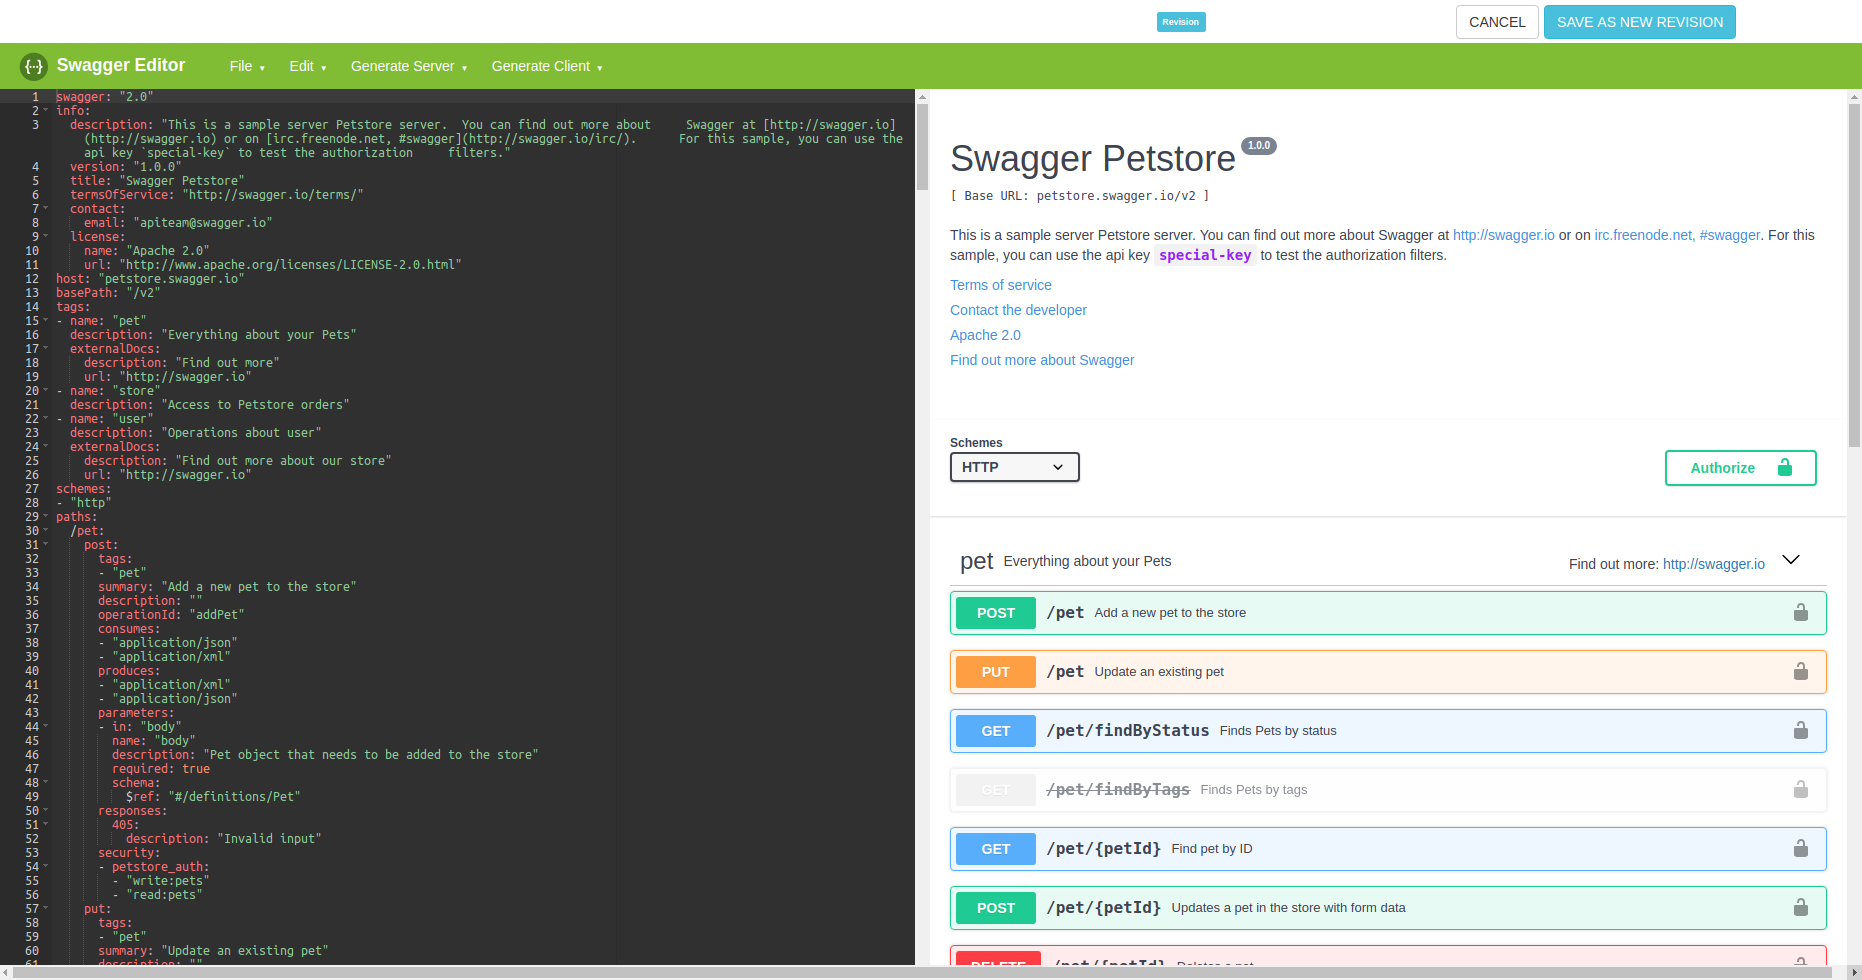 Revision
CANCEL
SAVE AS NEW REVISION
{···} Swagger Editor
File
Edit
Generate Server
Generate Client
1 swagger: "2.0"
2 info:
3 description: "This is a sample server Petstore server.  You can find out more about     Swagger at [http://swagger.io]
(http://swagger.io) or on [irc.freenode.net, #swagger](http://swagger.io/irc/).      For this sample, you can use the
api key `special-key` to test the authorization     filters."
4 version: "1.0.0"
5 title: "Swagger Petstore"
6 termsOfService: "http://swagger.io/terms/"
7 contact:
8 email: "apiteam@swagger.io"
9 license:
10 name: "Apache 2.0"
11 url: "http://www.apache.org/licenses/LICENSE-2.0.html"
12 host: "petstore.swagger.io"
13 basePath: "/v2"
14 tags:
15 - name: "pet"
16 description: "Everything about your Pets"
17 externalDocs:
18 description: "Find out more"
19 url: "http://swagger.io"
20 - name: "store"
21 description: "Access to Petstore orders"
22 - name: "user"
23 description: "Operations about user"
24 externalDocs:
25 description: "Find out more about our store"
26 url: "http://swagger.io"
27 schemes:
28 - "http"
29 paths:
30 /pet:
31 post:
32 tags:
33 - "pet"
34 summary: "Add a new pet to the store"
35 description: ""
36 operationId: "addPet"
37 consumes:
38 - "application/json"
39 - "application/xml"
40 produces:
41 - "application/xml"
42 - "application/json"
43 parameters:
44 - in: "body"
45 name: "body"
46 description: "Pet object that needs to be added to the store"
47 required: true
48 schema:
49 $ref: "#/definitions/Pet"
50 responses:
51 405:
52 description: "Invalid input"
53 security:
54 - petstore_auth:
55 - "write:pets"
56 - "read:pets"
57 put:
58 tags:
59 - "pet"
60 summary: "Update an existing pet"
61 description: ""
Swagger Petstore 1.0.0
[ Base URL: petstore.swagger.io/v2 ]
This is a sample server Petstore server. You can find out more about Swagger at http://swagger.io or on irc.freenode.net, #swagger. For this
sample, you can use the api key special-key to test the authorization filters.
Terms of service
Contact the developer
Apache 2.0
Find out more about Swagger
Schemes
HTTP
Authorize
pet Everything about your Pets
Find out more: http://swagger.io
POST /pet Add a new pet to the store
PUT /pet Update an existing pet
GET /pet/findByStatus Finds Pets by status
GET /pet/findByTags Finds Pets by tags
GET /pet/{petId} Find pet by ID
POST /pet/{petId} Updates a pet in the store with form data
DELETE /pet/{petId} Deletes a pet